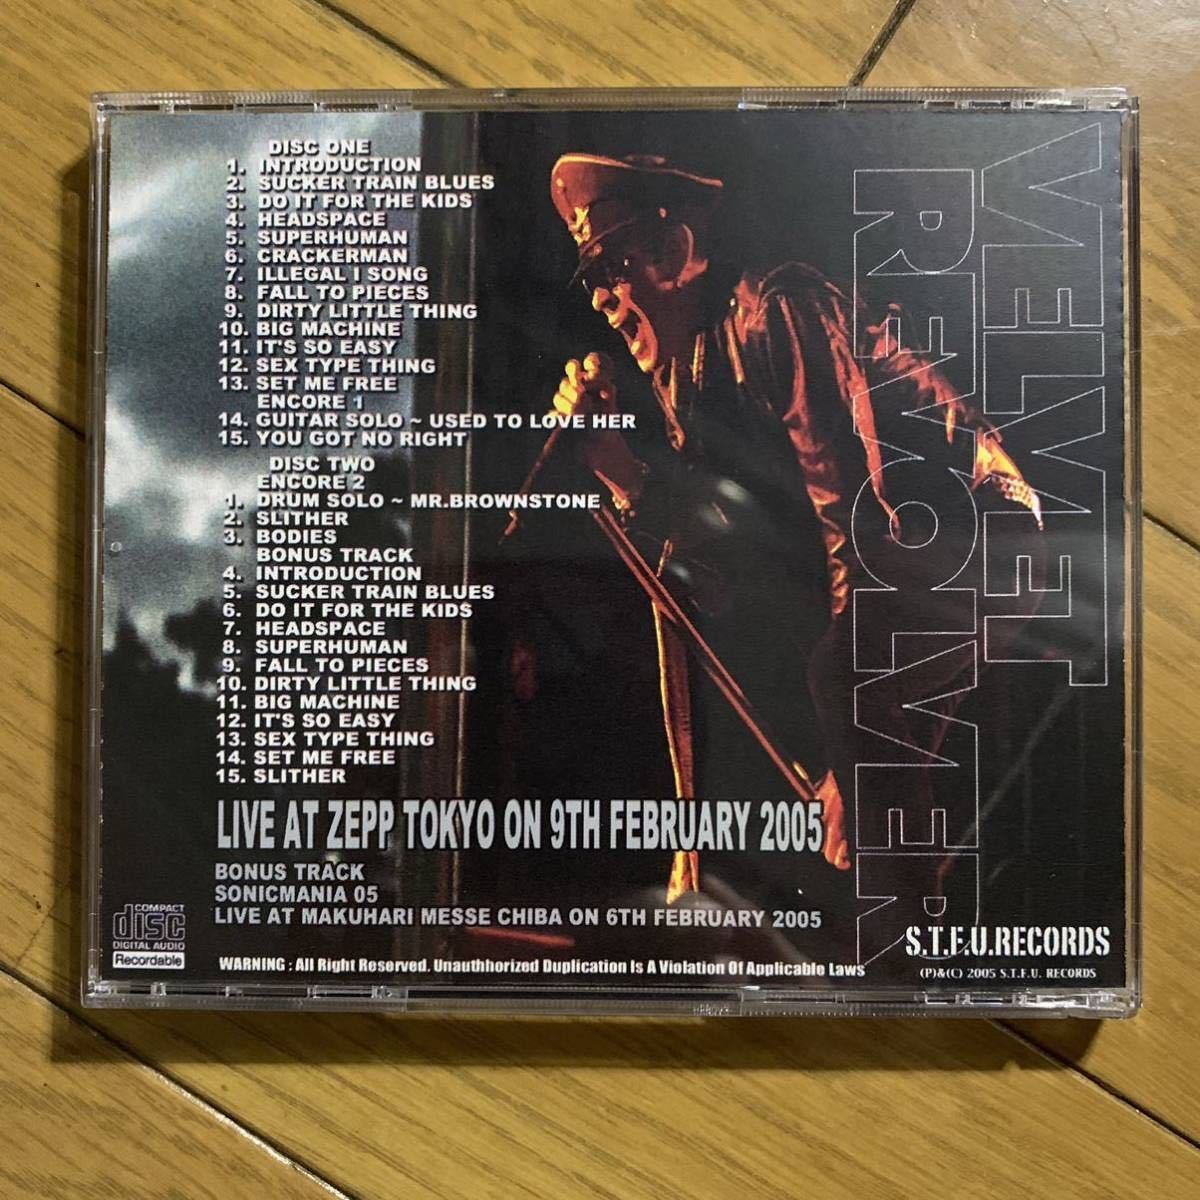 DISC ONE
1. INTRODUCTION
2. SUCKER TRAIN BLUES
3. DO IT FOR THE KIDS
4. HEADSPACE
5. SUPERHUMAN
6. CRACKERMAN
7. ILLEGAL I SONG
8. FALL TO PIECES
9. DIRTY LITTLE THING
10. BIG MACHINE
11. IT'S SO EASY
12. SEX TYPE THING
13. SET ME FREE
ENCORE 1
14. GUITAR SOLO ~ USED TO LOVE HER
15. YOU GOT NO RIGHT
DISC TWO
ENCORE 2
1. DRUM SOLO ~ MR.BROWNSTONE
2. SLITHER
3. BODIES
BONUS TRACK
4. INTRODUCTION
5. SUCKER TRAIN BLUES
6. DO IT FOR THE KIDS
7. HEADSPACE
8. SUPERHUMAN
9. FALL TO PIECES
10. DIRTY LITTLE THING
11. BIG MACHINE
12. IT'S SO EASY
13. SEX TYPE THING
14. SET ME FREE
15. SLITHER
LIVE AT ZEPP TOKYO ON 9TH FEBRUARY 2005
BONUS TRACK
SONICMANIA 05
LIVE AT MAKUHARI MESSE CHIBA ON 6TH FEBRUARY 2005
WARNING : All Right Reserved. Unauthhorized Duplication Is A Violation Of Applicable Laws
COMPACT
disc
DIGITAL AUDIO
Recordable
VELVET
REVOLVER
S.T.F.U.RECORDS
(P)&(C) 2005 S.T.F.U. RECORDS